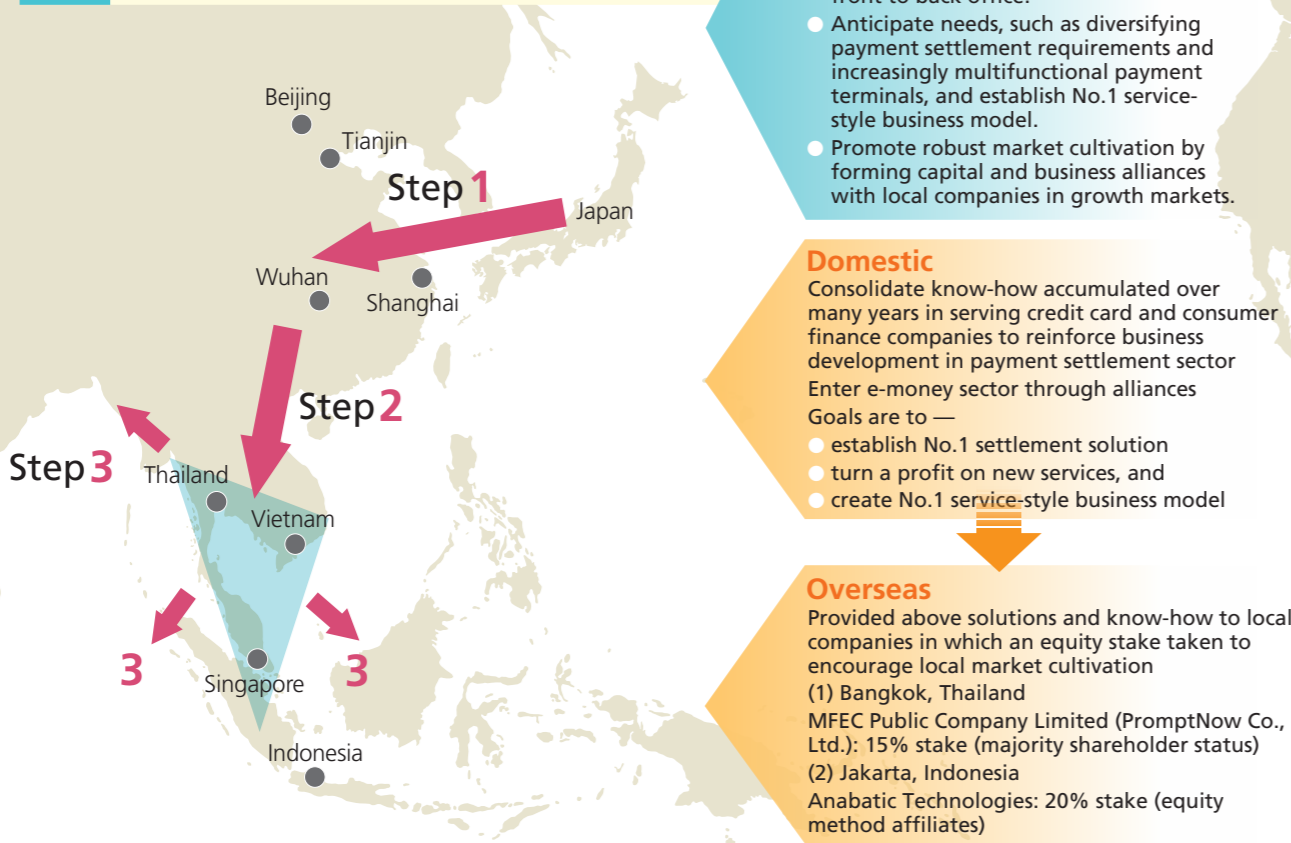 Beijing
Tianjin
Step 1
Japan
Wuhan
Shanghai
Step 2
Step 3
Thailand
Vietnam
3
3
Singapore
Indonesia
front to back office.
Anticipate needs, such as diversifying
payment settlement requirements and
increasingly multifunctional payment
terminals, and establish No.1 service-
style business model.
Promote robust market cultivation by
forming capital and business alliances
with local companies in growth markets.
Domestic
Consolidate know-how accumulated over
many years in serving credit card and consumer
finance companies to reinforce business
development in payment settlement sector
Enter e-money sector through alliances
Goals are to —
establish No.1 settlement solution
turn a profit on new services, and
create No.1 service-style business model
Overseas
Provided above solutions and know-how to local
companies in which an equity stake taken to
encourage local market cultivation
(1) Bangkok, Thailand
MFEC Public Company Limited (PromptNow Co.,
Ltd.): 15% stake (majority shareholder status)
(2) Jakarta, Indonesia
Anabatic Technologies: 20% stake (equity
method affiliates)